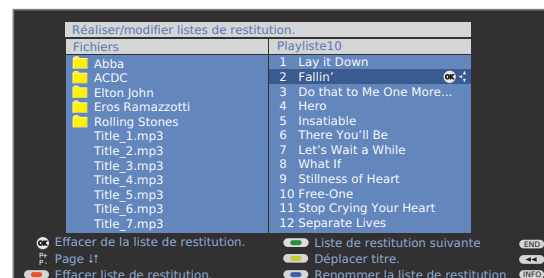 Réaliser/modifier listes de restitution.
Fichiers
Abba
ACDC
Elton John
Eros Ramazzotti
Rolling Stones
Title_1.mp3
Title_2.mp3
Title_3.mp3
Title_4.mp3
Title_5.mp3
Title_6.mp3
Title_7.mp3
Playliste10
1 Lay it Down
2 Fallin’ OK
3 Do that to Me One More...
4 Hero
5 Insatiable
6 There You’ll Be
7 Let’s Wait a While
8 What If
9 Stillness of Heart
10 Free-One
11 Stop Crying Your Heart
12 Separate Lives
OK Effacer de la liste de restitution.
P+ P- Page ↓↑
Effacer liste de restitution.
Liste de restitution suivante
Déplacer titre.
Renommer la liste de restitution
END
INFO